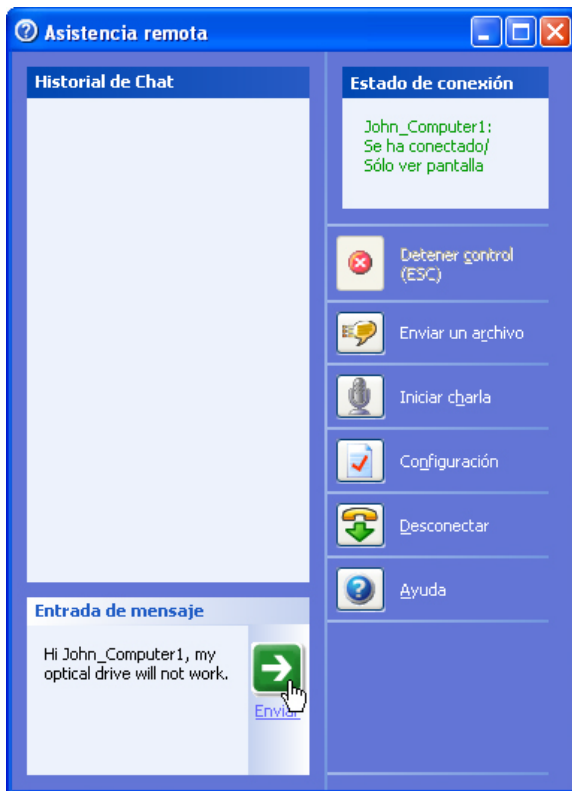 Asistencia remota
Historial de Chat
Estado de conexión
John_Computer1:
Se ha conectado/
Sólo ver pantalla
Detener control
(ESC)
Enviar un archivo
Iniciar charla
Configuración
Desconectar
Ayuda
Entrada de mensaje
Hi John_Computer1, my
optical drive will not work.
Enviar